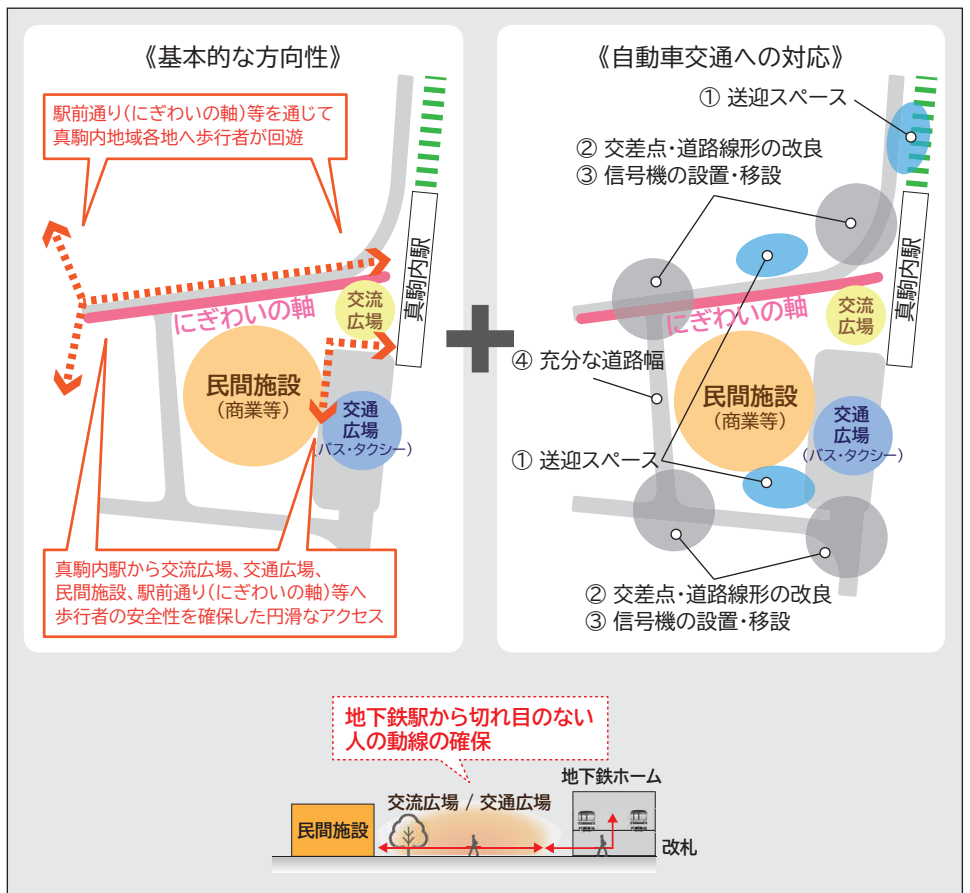 《基本的な方向性》
駅前通り(にぎわいの軸)等を通じて
真駒内地域各地へ歩行者が回遊
真駒内駅
にぎわいの軸
交流
広場
民間施設
(商業等)
交通
広場
(バス・タクシー)
真駒内駅から交流広場、交通広場、
民間施設、駅前通り(にぎわいの軸)等へ
歩行者の安全性を確保した円滑なアクセス
《自動車交通への対応》
① 送迎スペース
② 交差点・道路線形の改良
③ 信号機の設置・移設
真駒内駅
にぎわいの軸
交流
広場
④ 充分な道路幅
民間施設
(商業等)
交通
広場
(バス・タクシー)
① 送迎スペース
② 交差点・道路線形の改良
③ 信号機の設置・移設
地下鉄駅から切れ目のない
人の動線の確保
地下鉄ホーム
交流広場 / 交通広場
民間施設
改札